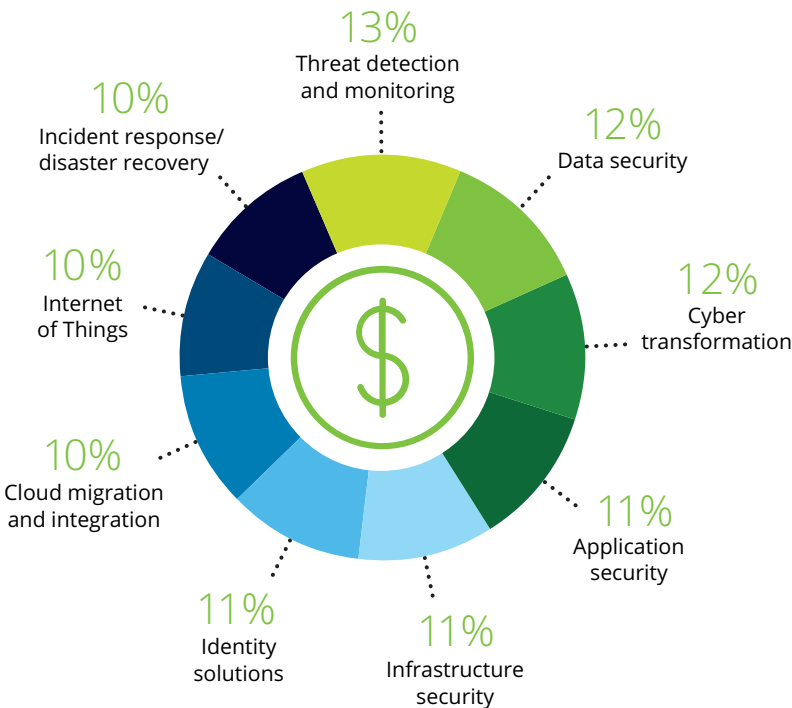 13%
Threat detection
and monitoring
12%
Data security
12%
Cyber
transformation
11%
Application
security
11%
Infrastructure
security
11%
Identity
solutions
10%
Cloud migration
and integration
10%
Internet
of Things
10%
Incident response/
disaster recovery
$